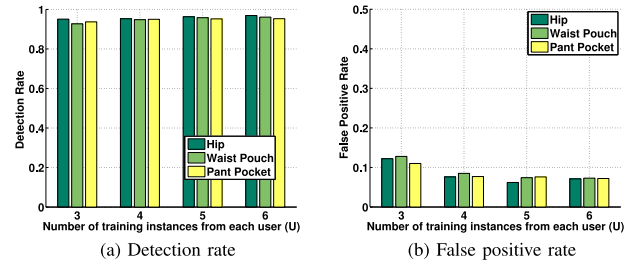 Detection Rate
1
0.8
0.6
0.4
0.2
0
Hip
Waist Pouch
Pant Pocket
3 4 5 6
Number of training instances from each user (U)
(a) Detection rate
False Positive Rate
0.5
0.4
0.3
0.2
0.1
0
Hip
Waist Pouch
Pant Pocket
3 4 5 6
Number of training instances from each user (U)
(b) False positive rate